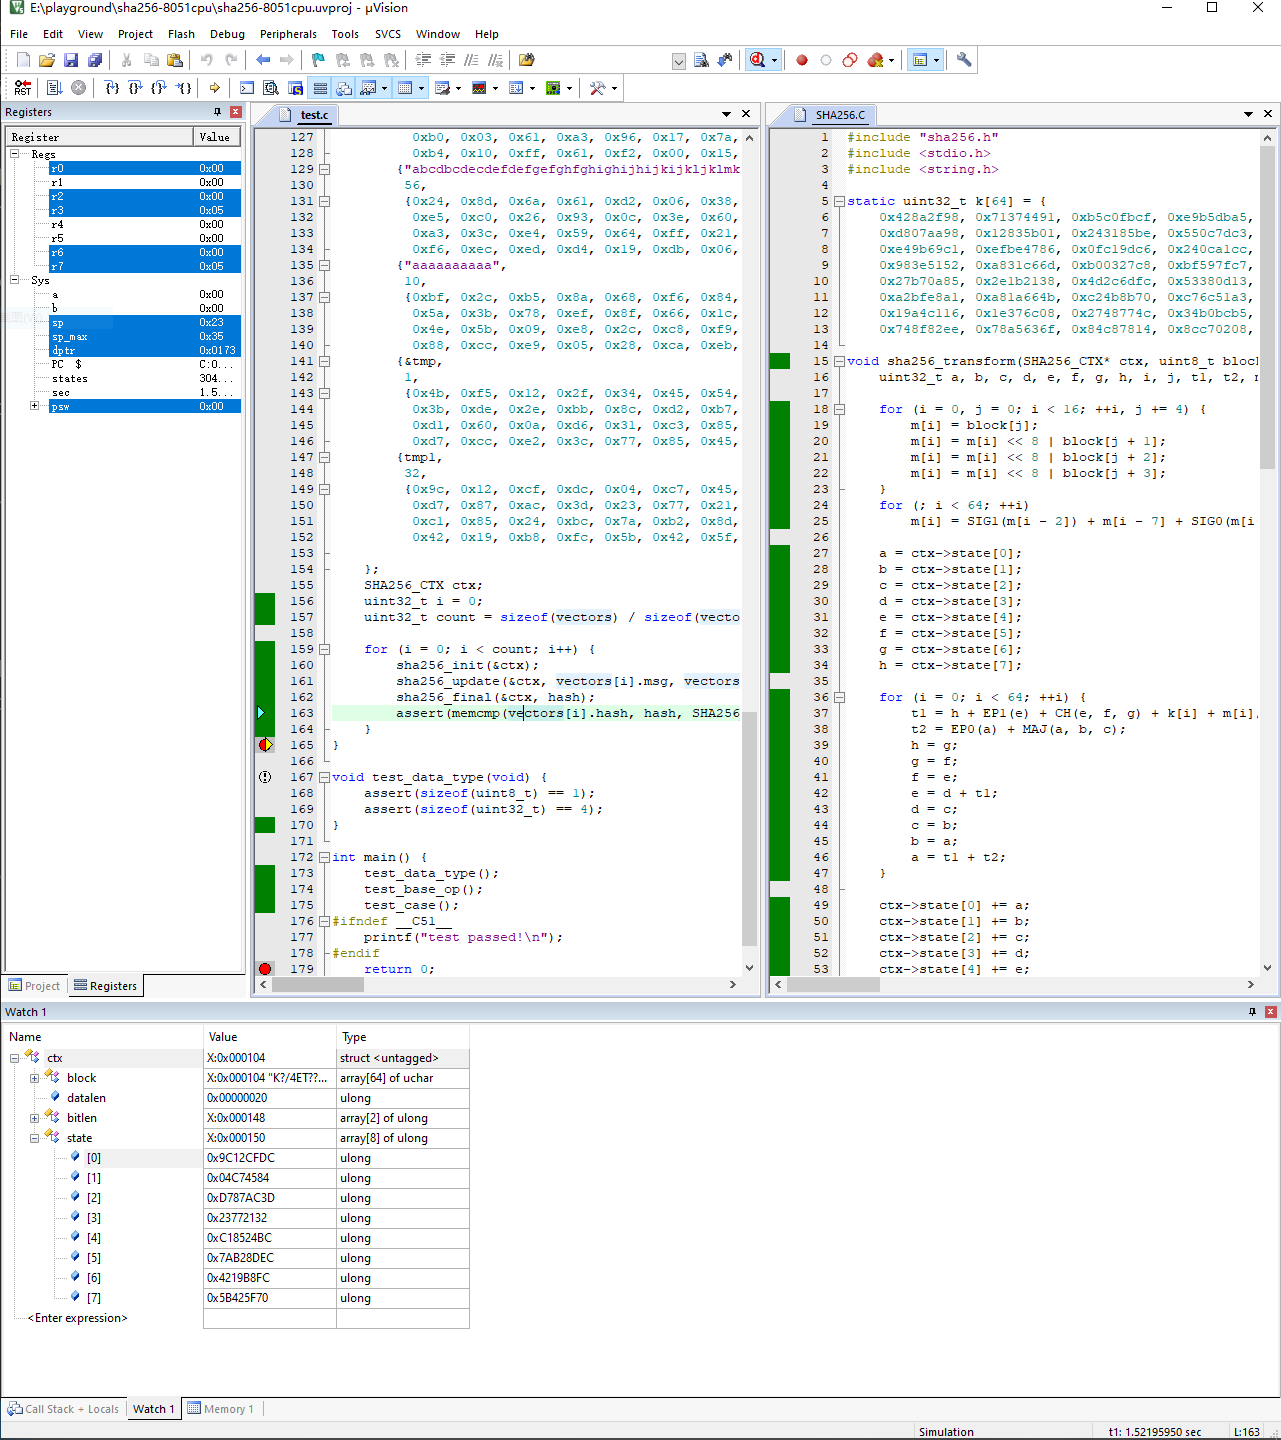 E:\playground\sha256-8051cpu\sha256-8051cpu.uvproj - µVision
File Edit View Project Flash Debug Peripherals Tools SVCS Window Help
Registers
Register Value
Regs
r0 0x00
r1 0x00
r2 0x00
r3 0x05
r4 0x00
r5 0x00
r6 0x00
r7 0x05
Sys
a 0x00
b 0x00
sp 0x23
sp_max 0x35
dptr 0x0173
PC $ C:0...
states 304...
sec 1.5...
psw 0x00
Project Registers
test.c
127 0xb0, 0x03, 0x61, 0xa3, 0x96, 0x17, 0x7a,
128 0xb4, 0x10, 0xff, 0x61, 0xf2, 0x00, 0x15,
129 {"abcdbcdecdefdefgefghfghighijhijkijkljklmk
130 56,
131 {0x24, 0x8d, 0x6a, 0x61, 0xd2, 0x06, 0x38,
132 0xe5, 0xc0, 0x26, 0x93, 0x0c, 0x3e, 0x60,
133 0xa3, 0x3c, 0xe4, 0x59, 0x64, 0xff, 0x21,
134 0xf6, 0xec, 0xed, 0xd4, 0x19, 0xdb, 0x06,
135 {"aaaaaaaaaa",
136 10,
137 {0xbf, 0x2c, 0xb5, 0x8a, 0x68, 0xf6, 0x84,
138 0x5a, 0x3b, 0x78, 0xef, 0x8f, 0x66, 0x1c,
139 0x4e, 0x5b, 0x09, 0xe8, 0x2c, 0xc8, 0xf9,
140 0x88, 0xcc, 0xe9, 0x05, 0x28, 0xca, 0xeb,
141 {&tmp,
142 1,
143 {0x4b, 0xf5, 0x12, 0x2f, 0x34, 0x45, 0x54,
144 0x3b, 0xde, 0x2e, 0xbb, 0x8c, 0xd2, 0xb7,
145 0xd1, 0x60, 0x0a, 0xd6, 0x31, 0xc3, 0x85,
146 0xd7, 0xcc, 0xe2, 0x3c, 0x77, 0x85, 0x45,
147 {tmp1,
148 32,
149 {0x9c, 0x12, 0xcf, 0xdc, 0x04, 0xc7, 0x45,
150 0xd7, 0x87, 0xac, 0x3d, 0x23, 0x77, 0x21,
151 0xc1, 0x85, 0x24, 0xbc, 0x7a, 0xb2, 0x8d,
152 0x42, 0x19, 0xb8, 0xfc, 0x5b, 0x42, 0x5f,
153
154 };
155 SHA256_CTX ctx;
156 uint32_t i = 0;
157 uint32_t count = sizeof(vectors) / sizeof(vecto
158
159 for (i = 0; i < count; i++) {
160 sha256_init(&ctx);
161 sha256_update(&ctx, vectors[i].msg, vectors
162 sha256_final(&ctx, hash);
163 assert(memcmp(vectors[i].hash, hash, SHA256
164 }
165 }
166
167 void test_data_type(void) {
168 assert(sizeof(uint8_t) == 1);
169 assert(sizeof(uint32_t) == 4);
170 }
171
172 int main() {
173 test_data_type();
174 test_base_op();
175 test_case();
176 #ifndef __C51__
177 printf("test passed!\n");
178 #endif
179 return 0;
SHA256.C
1 #include "sha256.h"
2 #include <stdio.h>
3 #include <string.h>
4
5 static uint32_t k[64] = {
6 0x428a2f98, 0x71374491, 0xb5c0fbcf, 0xe9b5dba5,
7 0xd807aa98, 0x12835b01, 0x243185be, 0x550c7dc3,
8 0xe49b69c1, 0xefbe4786, 0x0fc19dc6, 0x240ca1cc,
9 0x983e5152, 0xa831c66d, 0xb00327c8, 0xbf597fc7,
10 0x27b70a85, 0x2e1b2138, 0x4d2c6dfc, 0x53380d13,
11 0xa2bfe8a1, 0xa81a664b, 0xc24b8b70, 0xc76c51a3,
12 0x19a4c116, 0x1e376c08, 0x2748774c, 0x34b0bcb5,
13 0x748f82ee, 0x78a5636f, 0x84c87814, 0x8cc70208,
14
15 void sha256_transform(SHA256_CTX* ctx, uint8_t block
16 uint32_t a, b, c, d, e, f, g, h, i, j, t1, t2, m
17
18 for (i = 0, j = 0; i < 16; ++i, j += 4) {
19 m[i] = block[j];
20 m[i] = m[i] << 8 | block[j + 1];
21 m[i] = m[i] << 8 | block[j + 2];
22 m[i] = m[i] << 8 | block[j + 3];
23 }
24 for (; i < 64; ++i)
25 m[i] = SIG1(m[i - 2]) + m[i - 7] + SIG0(m[i
26
27 a = ctx->state[0];
28 b = ctx->state[1];
29 c = ctx->state[2];
30 d = ctx->state[3];
31 e = ctx->state[4];
32 f = ctx->state[5];
33 g = ctx->state[6];
34 h = ctx->state[7];
35
36 for (i = 0; i < 64; ++i) {
37 t1 = h + EP1(e) + CH(e, f, g) + k[i] + m[i];
38 t2 = EP0(a) + MAJ(a, b, c);
39 h = g;
40 g = f;
41 f = e;
42 e = d + t1;
43 d = c;
44 c = b;
45 b = a;
46 a = t1 + t2;
47 }
48
49 ctx->state[0] += a;
50 ctx->state[1] += b;
51 ctx->state[2] += c;
52 ctx->state[3] += d;
53 ctx->state[4] += e;
Watch 1
Name Value Type
ctx X:0x000104 struct <untagged>
block X:0x000104 "K?/4ET??... array[64] of uchar
datalen 0x00000020 ulong
bitlen X:0x000148 array[2] of ulong
state X:0x000150 array[8] of ulong
[0] 0x9C12CFDC ulong
[1] 0x04C74584 ulong
[2] 0xD787AC3D ulong
[3] 0x23772132 ulong
[4] 0xC18524BC ulong
[5] 0x7AB28DEC ulong
[6] 0x4219B8FC ulong
[7] 0x5B425F70 ulong
<Enter expression>
Call Stack + Locals Watch 1 Memory 1
Simulation t1: 1.52195950 sec L:163